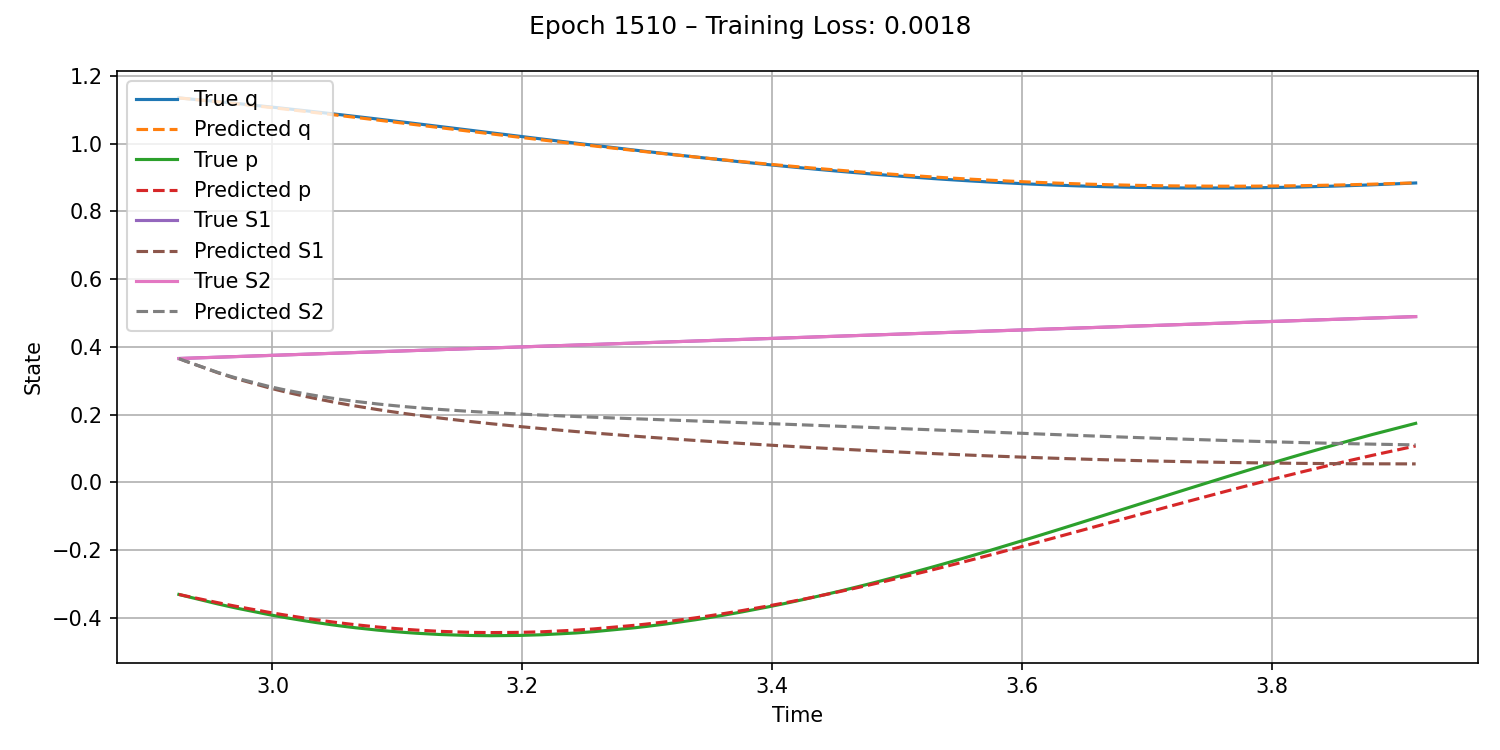 Epoch 1510 – Training Loss: 0.0018
1.2
1.0
0.8
0.6
0.4
0.2
0.0
−0.2
−0.4
State
True q
Predicted q
True p
Predicted p
True S1
Predicted S1
True S2
Predicted S2
3.0 3.2 3.4 3.6 3.8
Time